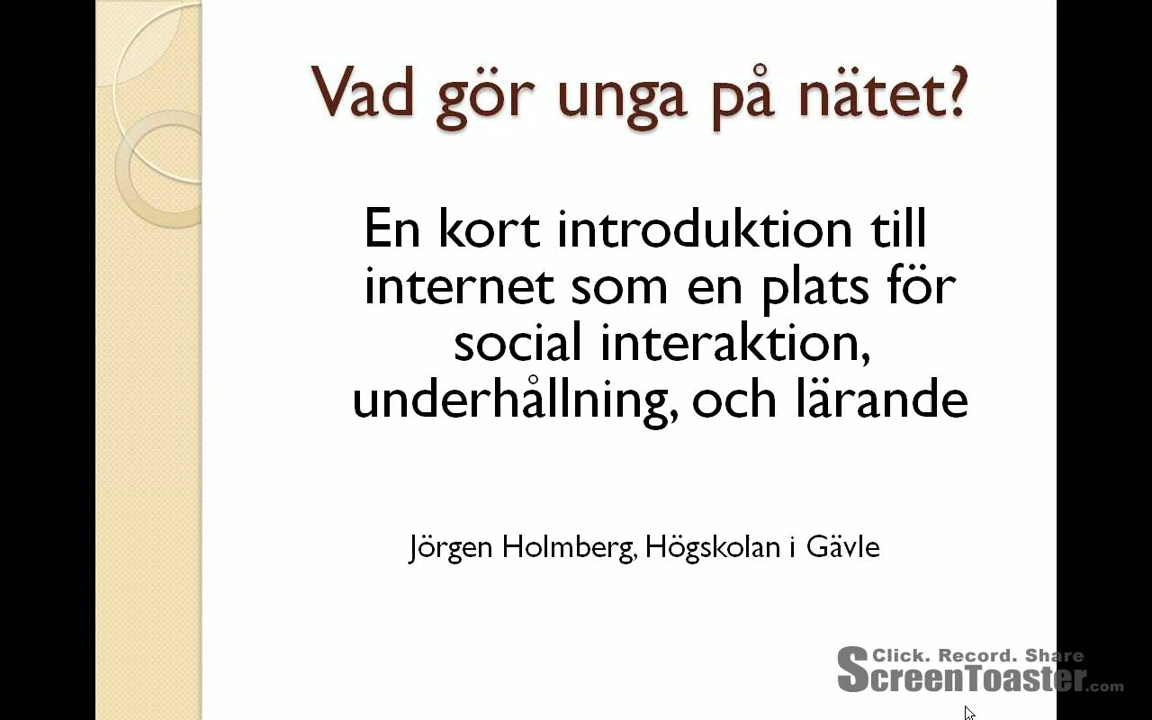 Vad gör unga på nätet?
En kort introduktion till
internet som en plats för
social interaktion,
underhållning, och lärande
Jörgen Holmberg, Högskolan i Gävle
Click. Record. Share
ScreenToaster.com